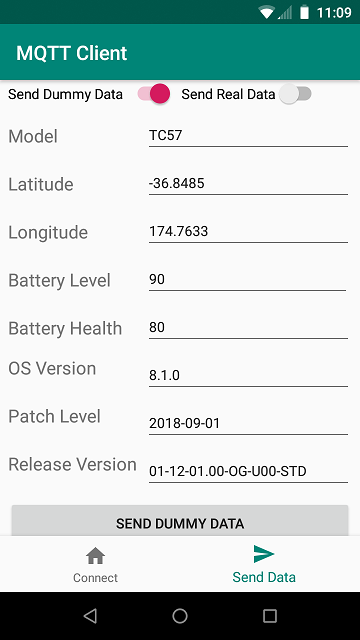 11:09
MQTT Client
Send Dummy Data Send Real Data
Model TC57
Latitude -36.8485
Longitude 174.7633
Battery Level 90
Battery Health 80
OS Version 8.1.0
Patch Level 2018-09-01
Release Version 01-12-01.00-OG-U00-STD
SEND DUMMY DATA
Connect Send Data